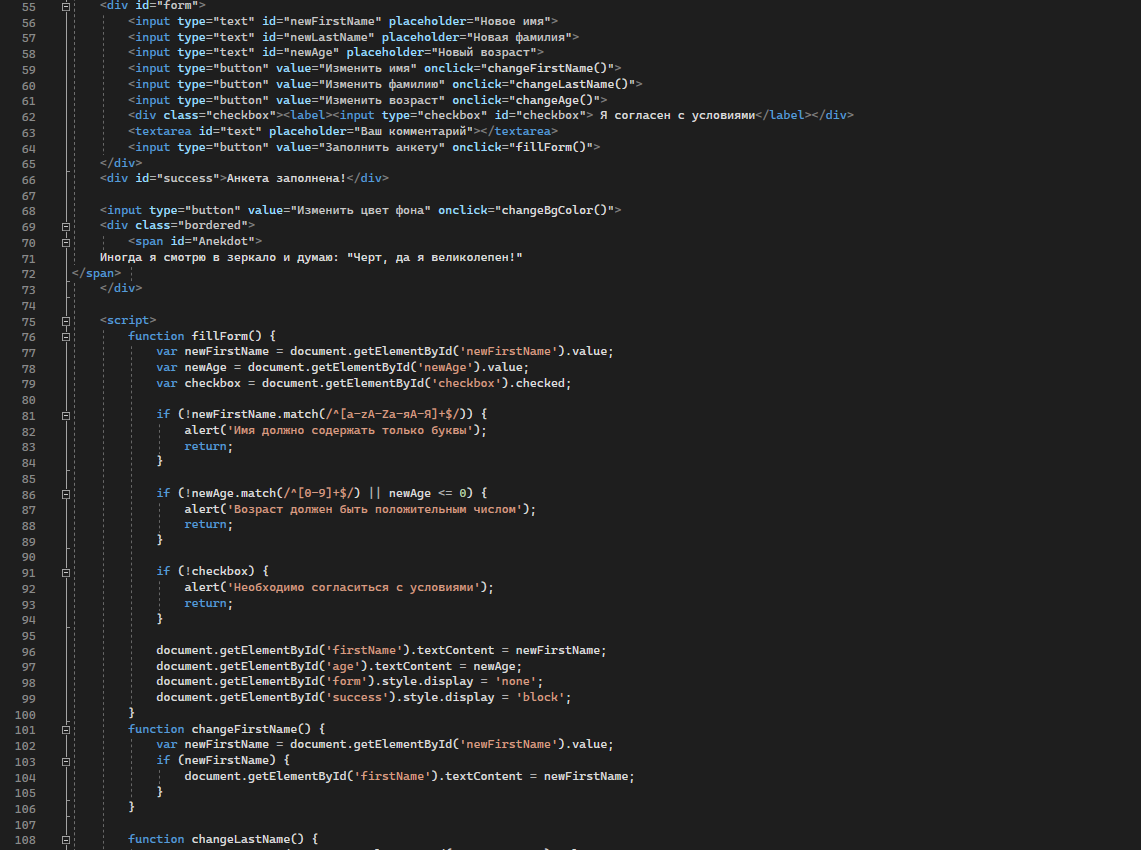 55 <div id="form">
56 <input type="text" id="newFirstName" placeholder="Новое имя">
57 <input type="text" id="newLastName" placeholder="Новая фамилия">
58 <input type="text" id="newAge" placeholder="Новый возраст">
59 <input type="button" value="Изменить имя" onclick="changeFirstName()">
60 <input type="button" value="Изменить фамилию" onclick="changeLastName()">
61 <input type="button" value="Изменить возраст" onclick="changeAge()">
62 <div class="checkbox"><label><input type="checkbox" id="checkbox"> Я согласен с условиями</label></div>
63 <textarea id="text" placeholder="Ваш комментарий"></textarea>
64 <input type="button" value="Заполнить анкету" onclick="fillForm()">
65 </div>
66 <div id="success">Анкета заполнена!</div>
67
68 <input type="button" value="Изменить цвет фона" onclick="changeBgColor()">
69 <div class="bordered">
70 <span id="Anekdot">
71 Иногда я смотрю в зеркало и думаю: "Черт, да я великолепен!"
72 </span>
73 </div>
74
75 <script>
76 function fillForm() {
77 var newFirstName = document.getElementById('newFirstName').value;
78 var newAge = document.getElementById('newAge').value;
79 var checkbox = document.getElementById('checkbox').checked;
80
81 if (!newFirstName.match(/^[a-zA-Zа-яА-Я]+$/)) {
82 alert('Имя должно содержать только буквы');
83 return;
84 }
85
86 if (!newAge.match(/^[0-9]+$/) || newAge <= 0) {
87 alert('Возраст должен быть положительным числом');
88 return;
89 }
90
91 if (!checkbox) {
92 alert('Необходимо согласиться с условиями');
93 return;
94 }
95
96 document.getElementById('firstName').textContent = newFirstName;
97 document.getElementById('age').textContent = newAge;
98 document.getElementById('form').style.display = 'none';
99 document.getElementById('success').style.display = 'block';
100 }
101 function changeFirstName() {
102 var newFirstName = document.getElementById('newFirstName').value;
103 if (newFirstName) {
104 document.getElementById('firstName').textContent = newFirstName;
105 }
106 }
107
108 function changeLastName() {